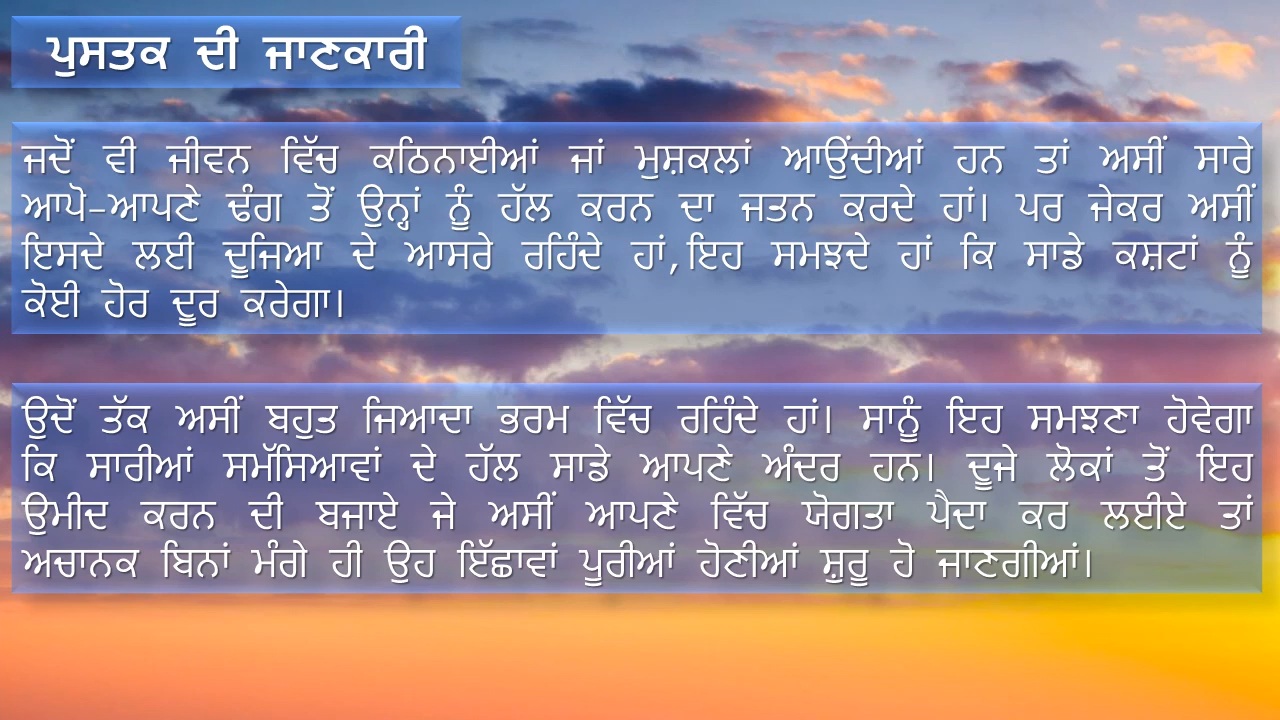 ਪੁਸਤਕ ਦੀ ਜਾਣਕਾਰੀ
ਜਦੋਂ ਵੀ ਜੀਵਨ ਵਿੱਚ ਕਠਿਨਾਈਆਂ ਜਾਂ ਮੁਸ਼ਕਲਾਂ ਆਉਂਦੀਆਂ ਹਨ ਤਾਂ ਅਸੀਂ ਸਾਰੇ
ਆਪੋ-ਆਪਣੇ ਢੰਗ ਤੋਂ ਉਨ੍ਹਾਂ ਨੂੰ ਹੱਲ ਕਰਨ ਦਾ ਜਤਨ ਕਰਦੇ ਹਾਂ। ਪਰ ਜੇਕਰ ਅਸੀਂ
ਇਸਦੇ ਲਈ ਦੂਜਿਆ ਦੇ ਆਸਰੇ ਰਹਿੰਦੇ ਹਾਂ,ਇਹ ਸਮਝਦੇ ਹਾਂ ਕਿ ਸਾਡੇ ਕਸ਼ਟਾਂ ਨੂੰ
ਕੋਈ ਹੋਰ ਦੂਰ ਕਰੇਗਾ।
ਉਦੋਂ ਤੱਕ ਅਸੀਂ ਬਹੁਤ ਜਿਆਦਾ ਭਰਮ ਵਿੱਚ ਰਹਿੰਦੇ ਹਾਂ। ਸਾਨੂੰ ਇਹ ਸਮਝਣਾ ਹੋਵੇਗਾ
ਕਿ ਸਾਰੀਆਂ ਸਮੱਸਿਆਵਾਂ ਦੇ ਹੱਲ ਸਾਡੇ ਆਪਣੇ ਅੰਦਰ ਹਨ। ਦੂਜੇ ਲੋਕਾਂ ਤੋਂ ਇਹ
ਉਮੀਦ ਕਰਨ ਦੀ ਬਜਾਏ ਜੇ ਅਸੀਂ ਆਪਣੇ ਵਿੱਚ ਯੋਗਤਾ ਪੈਦਾ ਕਰ ਲਈਏ ਤਾਂ
ਅਚਾਨਕ ਬਿਨਾਂ ਮੰਗੇ ਹੀ ਉਹ ਇੱਛਾਵਾਂ ਪੂਰੀਆਂ ਹੋਣੀਆਂ ਸ਼ੁਰੂ ਹੋ ਜਾਣਗੀਆਂ।